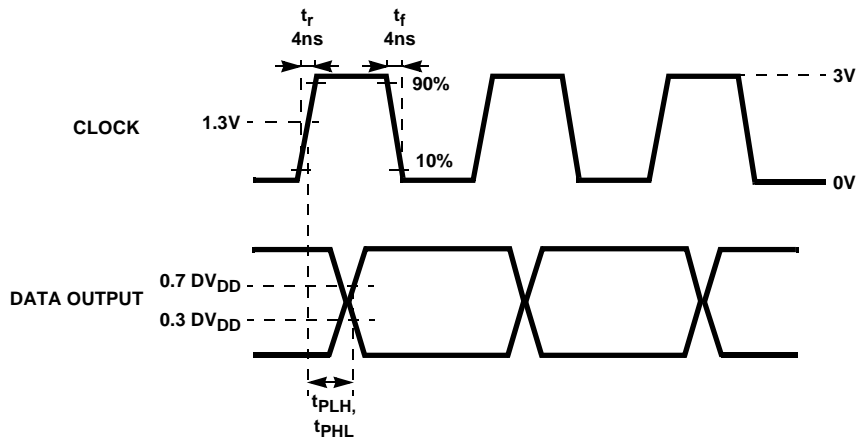 tr
tf
4ns
4ns
90%
3V
1.3V
CLOCK
10%
0V
0.7 DVDD
DATA OUTPUT
0.3 DVDD
tPLH,
tPHL